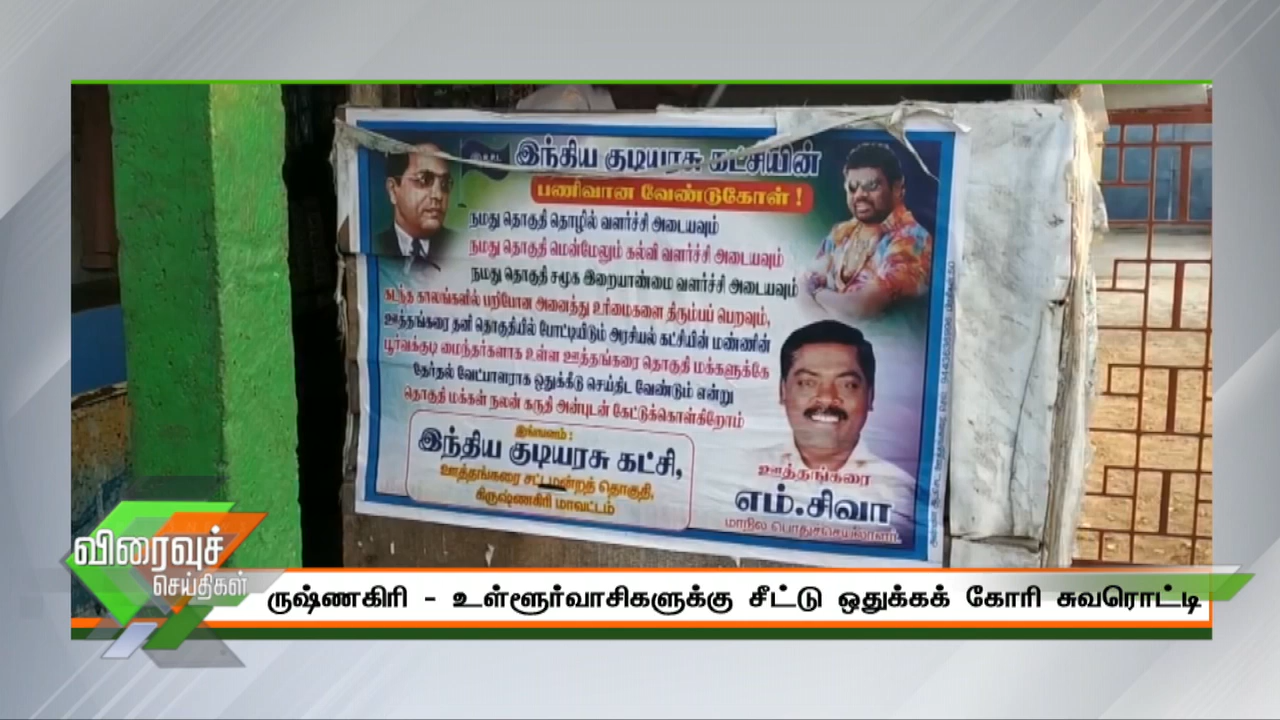 இந்திய குடியரசு கட்சியின்
பணிவான வேண்டுகோள் !
நமது தொகுதி தொழில் வளர்ச்சி அடையவும்
நமது தொகுதி மென்மேலும் கல்வி வளர்ச்சி அடையவும்
நமது தொகுதி சமூக இறையாண்மை வளர்ச்சி அடையவும்
கடந்த காலங்களில் பறிபோன அனைத்து உரிமைகளை திரும்பப் பெறவும்,
ஊத்தங்கரை தனி தொகுதியில் போட்டியிடும் அரசியல் கட்சியின் மண்ணின்
பூர்வக்குடி மைந்தர்களாக உள்ள ஊத்தங்கரை தொகுதி மக்களுக்கே
தேர்தல் வேட்பாளராக ஒதுக்கீடு செய்திட வேண்டும் என்று
தொகுதி மக்கள் நலன் கருதி அன்புடன் கேட்டுக்கொள்கிறோம்
இங்ஙனம் :
இந்திய குடியரசு கட்சி,
ஊத்தங்கரை சட்டமன்றத் தொகுதி,
கிருஷ்ணகிரி மாவட்டம்
ஊத்தங்கரை
எம்.சிவா
மாநில பொதுச்செயலாளர்.
விரைவுச்
செய்திகள்
ருஷ்ணகிரி - உள்ளூர்வாசிகளுக்கு சீட்டு ஒதுக்கக் கோரி சுவரொட்டி